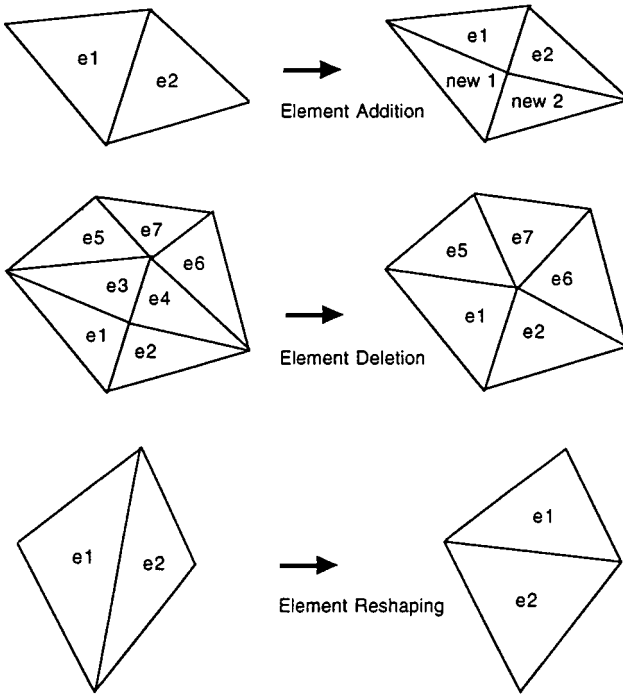 e1
e2
Element Addition
e1
e2
new 1
new 2
e5
e7
e3
e6
e4
e1
e2
Element Deletion
e5
e7
e6
e1
e2
e1
e2
Element Reshaping
e1
e2